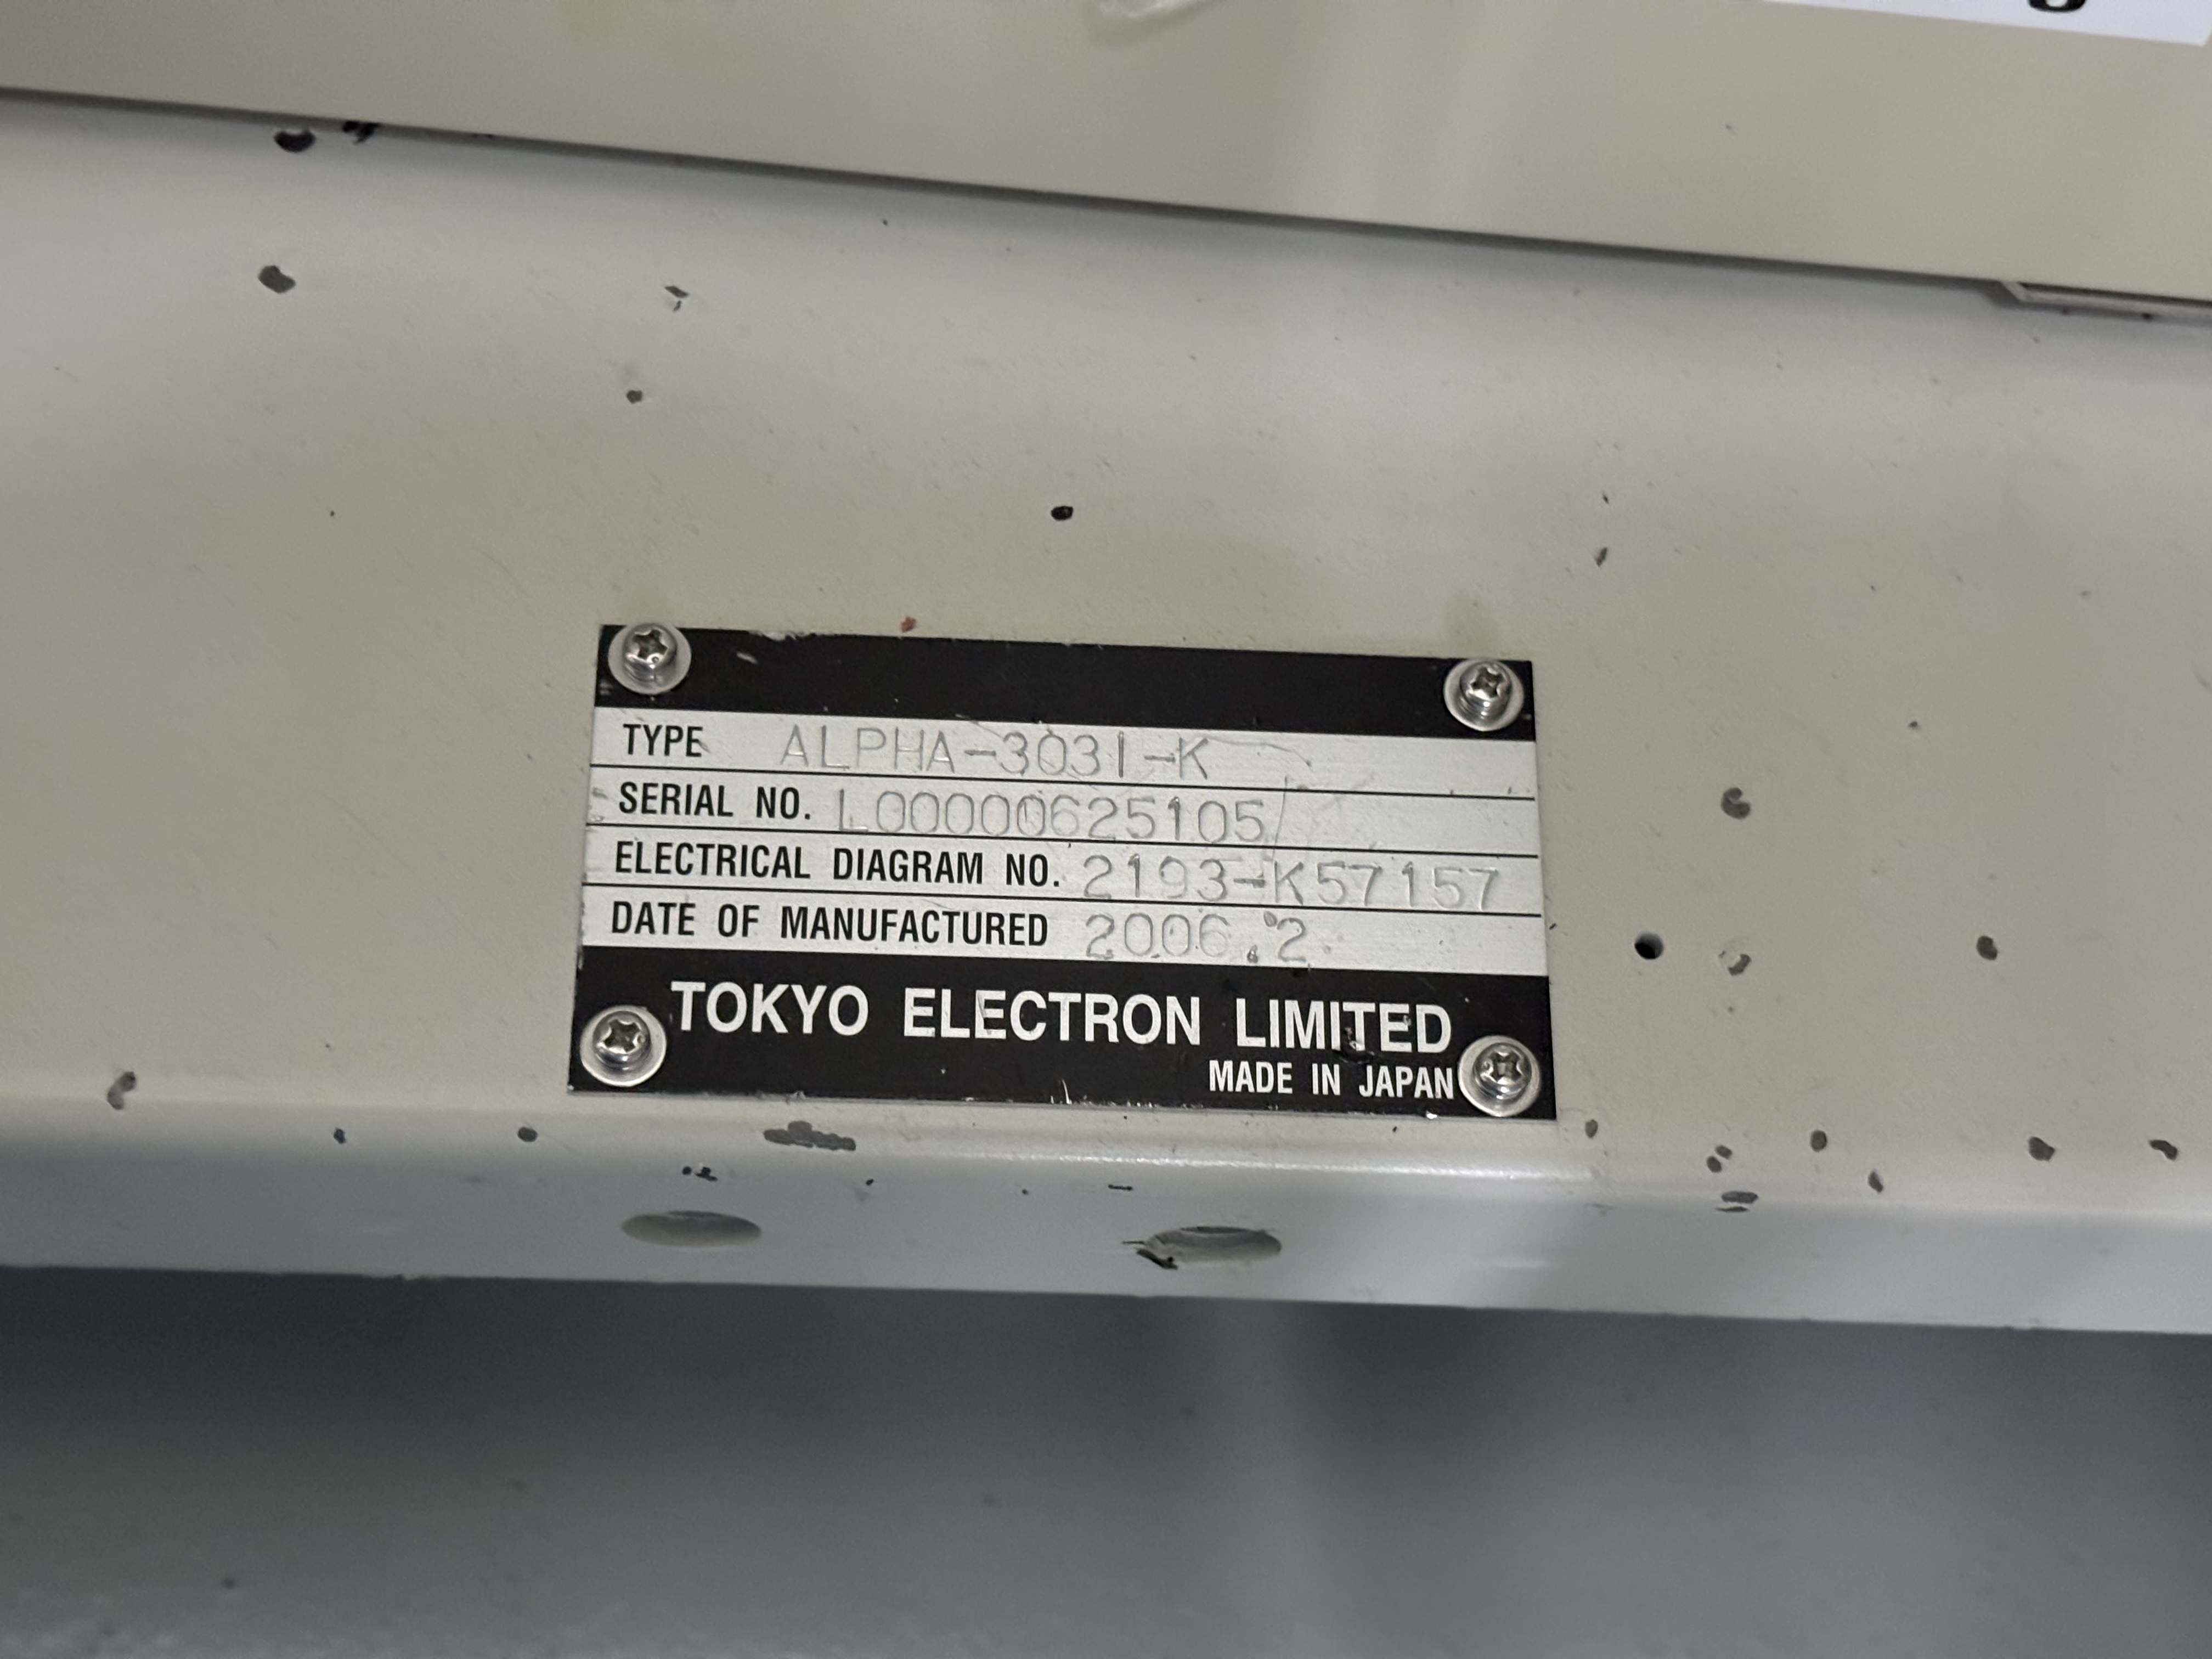 TYPE ALPHA-303I-K
SERIAL NO. L00000625105
ELECTRICAL DIAGRAM NO. 2193-K57157
DATE OF MANUFACTURED 2006.2
TOKYO ELECTRON LIMITED
MADE IN JAPAN